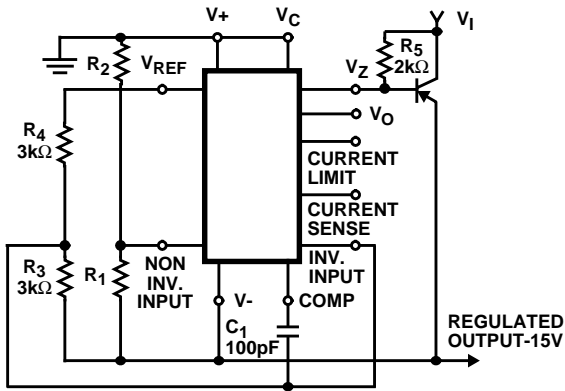 V+
VC
VI
R2
VREF
VZ
R5
2kΩ
VO
R4
3kΩ
CURRENT
LIMIT
CURRENT
SENSE
R3
3kΩ
R1
NON
INV.
INPUT
INV.
INPUT
V-
COMP
C1
100pF
REGULATED
OUTPUT-15V